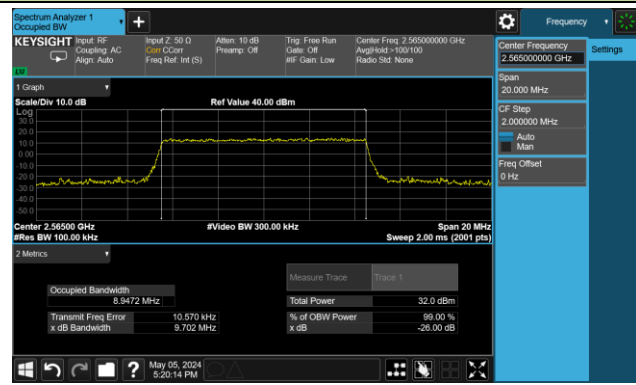 Spectrum Analyzer 1
Occupied BW
Frequency
KEYSIGHT
Input: RF
Coupling: AC
Align: Auto
Input Z: 50 Ω
Corr CCorr
Freq Ref: Int (S)
Atten: 10 dB
Preamp: Off
Trig: Free Run
Gate: Off
#IF Gain: Low
Center Freq: 2.565000000 GHz
Avg|Hold:>100/100
Radio Std: None
Center Frequency
2.565000000 GHz
Settings
Span
20.000 MHz
CF Step
2.000000 MHz
Auto
Man
Freq Offset
0 Hz
1 Graph
Scale/Div 10.0 dB
Ref Value 40.00 dBm
Log
30.0
20.0
10.0
0.00
-10.0
-20.0
-30.0
-40.0
-50.0
Center 2.56500 GHz
#Video BW 300.00 kHz
Span 20 MHz
#Res BW 100.00 kHz
Sweep 2.00 ms (2001 pts)
2 Metrics
Measure Trace
Trace 1
Occupied Bandwidth
8.9472 MHz
Total Power
32.0 dBm
Transmit Freq Error
10.570 kHz
% of OBW Power
99.00 %
x dB Bandwidth
9.702 MHz
x dB
-26.00 dB
May 05, 2024
5:20:14 PM